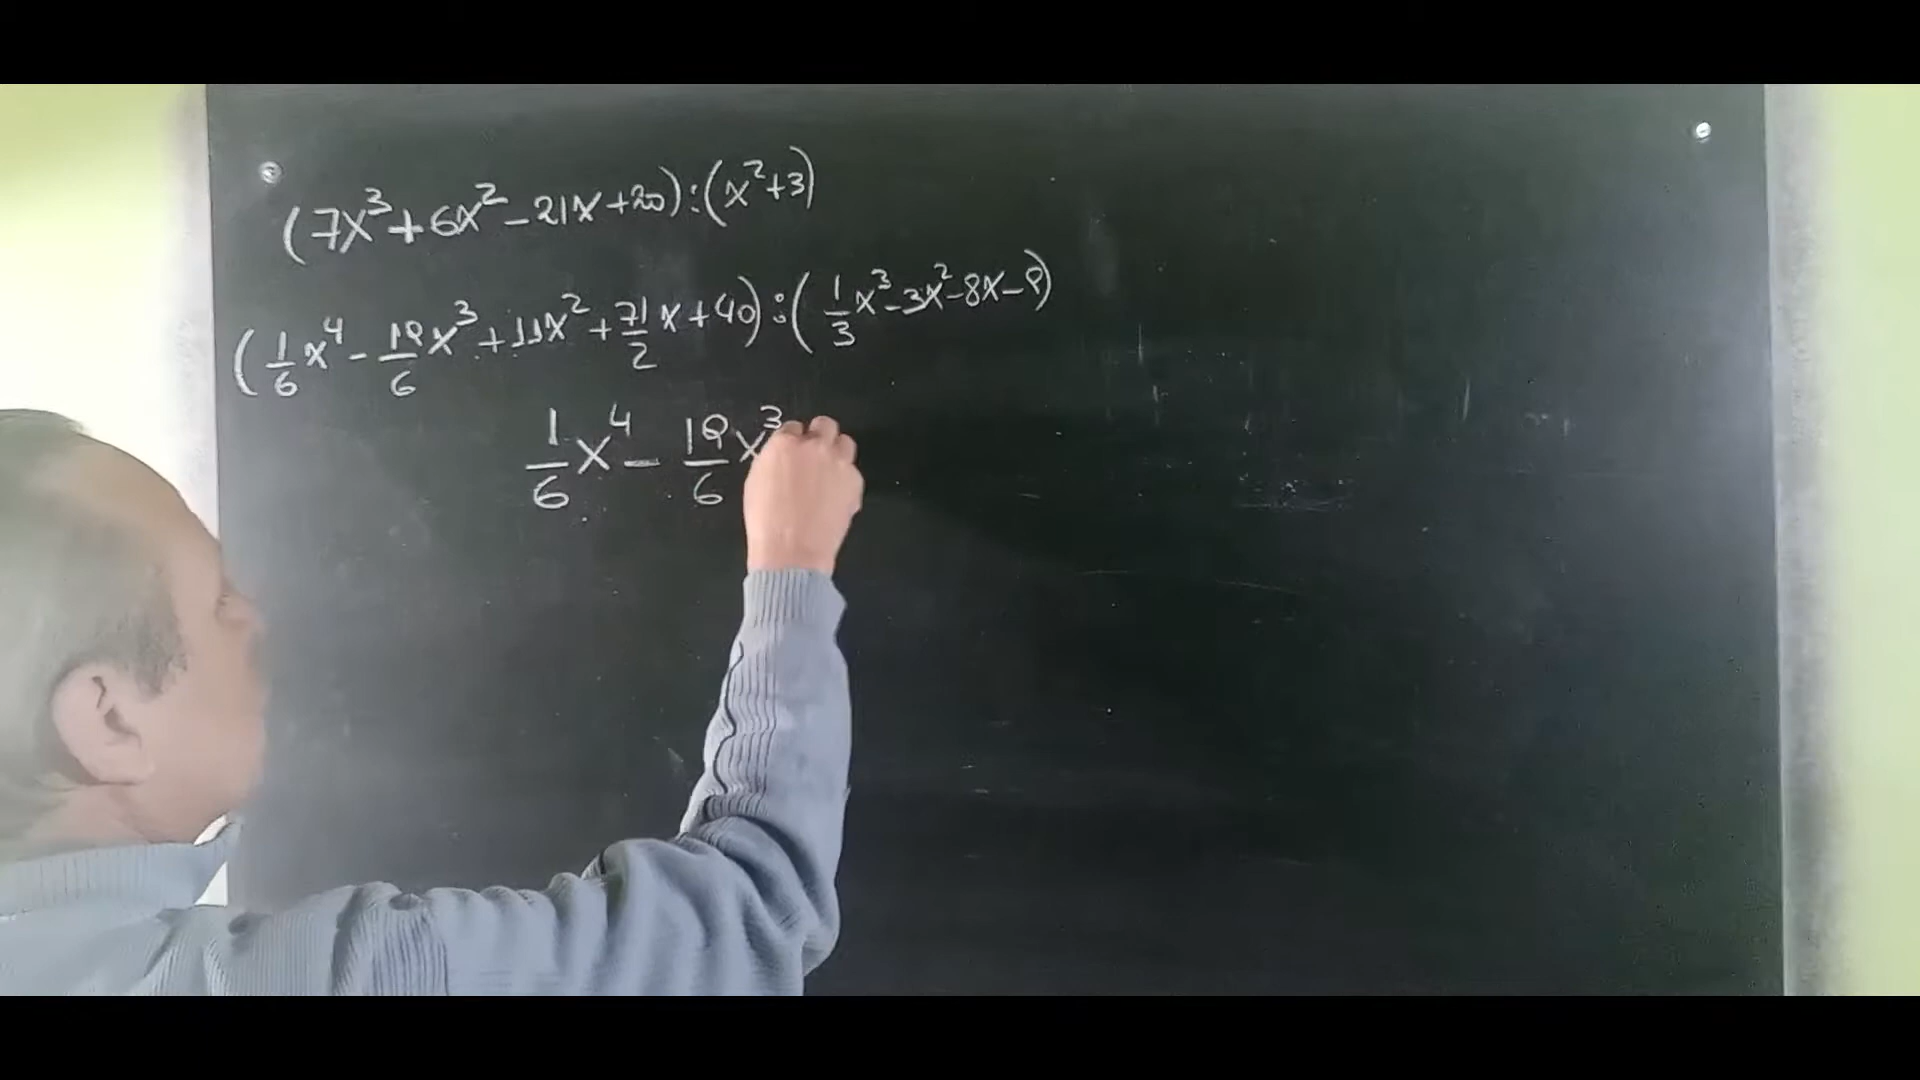 (7x³+6x²-21x+20):(x²+3)
(1/6x⁴-19/6x³+11x²+71/2x+40):(1/3x³-3x²-8x-9)
1/6x⁴-19/6x³